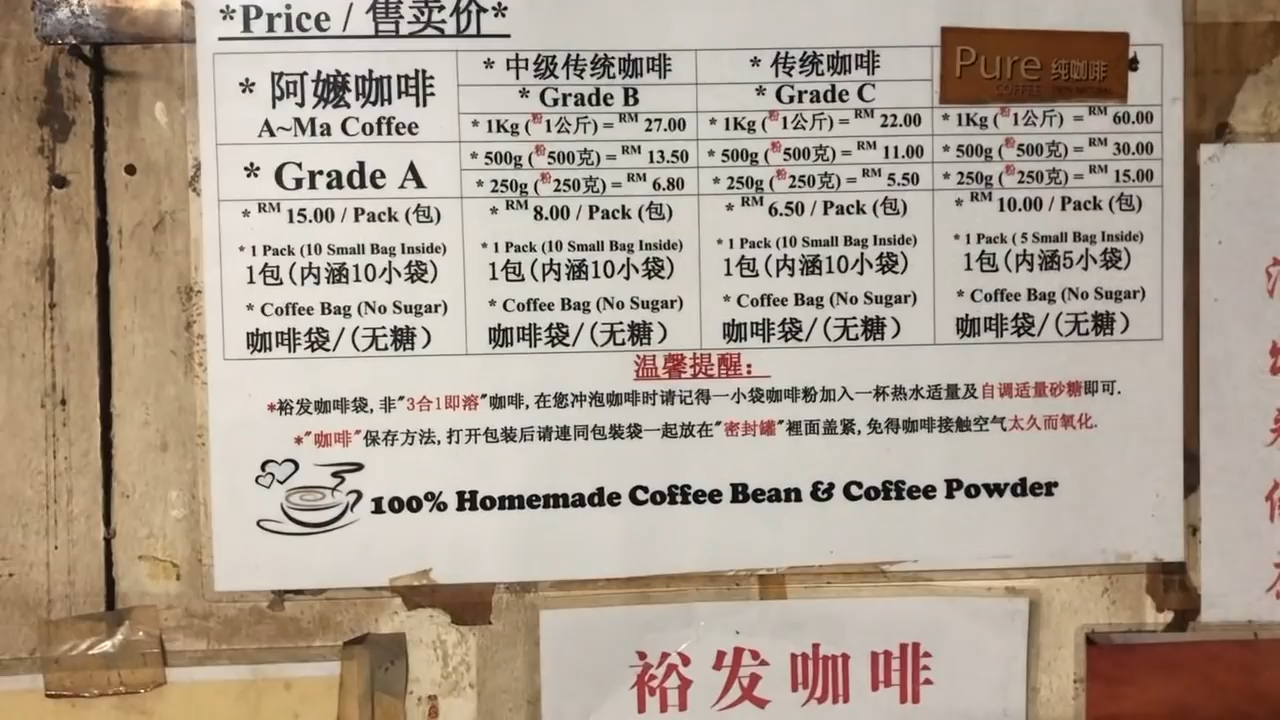 *Price / 售卖价*
* 阿嬷咖啡
A~Ma Coffee
* Grade A
* RM 15.00 / Pack (包)
* 1 Pack (10 Small Bag Inside)
1包(内涵10小袋)
* Coffee Bag (No Sugar)
咖啡袋/(无糖)
* 中级传统咖啡
* Grade B
* 1Kg (粉1公斤) = RM 27.00
* 500g (粉500克) = RM 13.50
* 250g (粉250克) = RM 6.80
* RM 8.00 / Pack (包)
* 1 Pack (10 Small Bag Inside)
1包(内涵10小袋)
* Coffee Bag (No Sugar)
咖啡袋/(无糖)
* 传统咖啡
* Grade C
* 1Kg (粉1公斤) = RM 22.00
* 500g (粉500克) = RM 11.00
* 250g (粉250克) = RM 5.50
* RM 6.50 / Pack (包)
* 1 Pack (10 Small Bag Inside)
1包(内涵10小袋)
* Coffee Bag (No Sugar)
咖啡袋/(无糖)
Pure 纯咖啡
COFFEE
* 1Kg (粉1公斤) = RM 60.00
* 500g (粉500克) = RM 30.00
* 250g (粉250克) = RM 15.00
* RM 10.00 / Pack (包)
* 1 Pack ( 5 Small Bag Inside)
1包(内涵5小袋)
* Coffee Bag (No Sugar)
咖啡袋/(无糖)
温馨提醒:
*裕发咖啡袋, 非"3合1即溶"咖啡, 在您冲泡咖啡时请记得一小袋咖啡粉加入一杯热水适量及自调适量砂糖即可.
*"咖啡"保存方法, 打开包装后请連同包裝袋一起放在"密封罐"裡面盖紧, 免得咖啡接触空气太久而氧化.
100% Homemade Coffee Bean & Coffee Powder
裕发咖啡